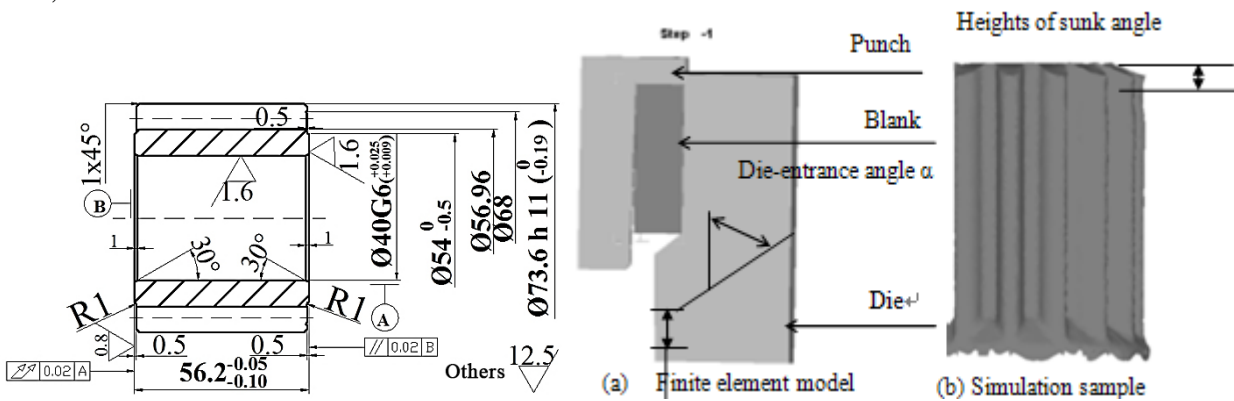 0.5
1x45°
1.6
1.6
B
1
1
30°
30°
Ø40G6(+0.025 +0.009)
Ø54 0 -0.5
Ø56.96
Ø68
Ø73.6 h 11 (0 -0.19)
R1
R1
A
0.8
0.5
0.5
0.02 A
// 0.02 B
56.2-0.05 -0.10
Others
12.5
Step -1
Punch
Blank
Die-entrance angle α
Die↵
(a) Finite element model
Heights of sunk angle
(b) Simulation sample